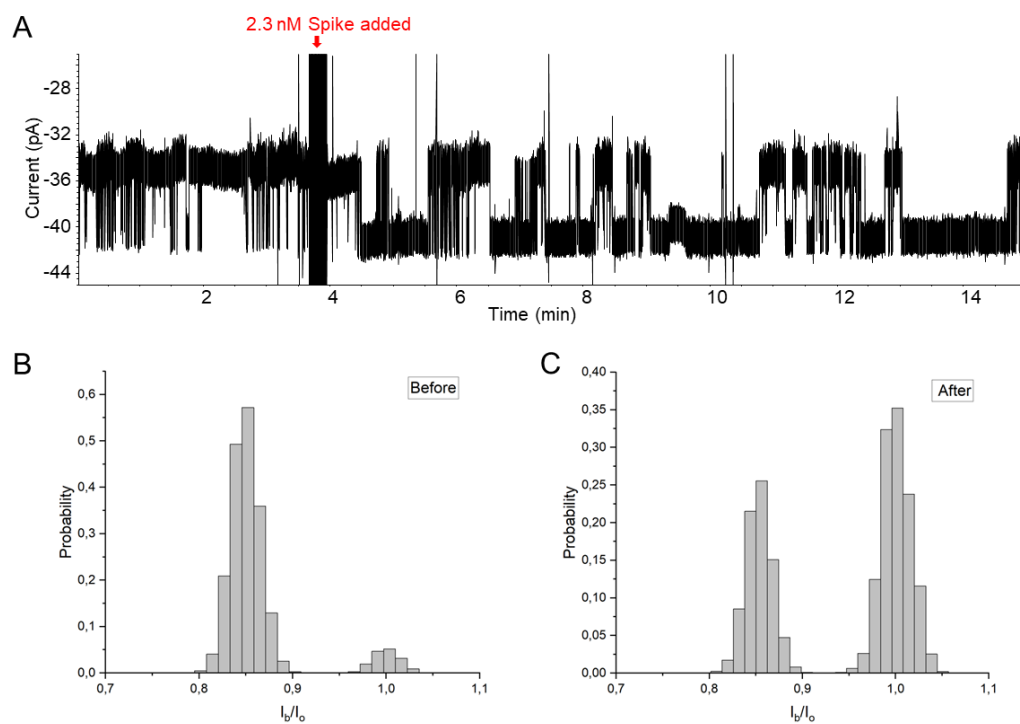 A
2.3 nM Spike added
-28
-32
-36
-40
-44
Current (pA)
2 4 6 8 10 12 14
Time (min)
B
Before
0,6
0,5
0,4
0,3
0,2
0,1
0,0
Probability
0,7 0,8 0,9 1,0 1,1
Ib/Io
C
After
0,40
0,35
0,30
0,25
0,20
0,15
0,10
0,05
0,00
Probability
0,7 0,8 0,9 1,0 1,1
Ib/Io